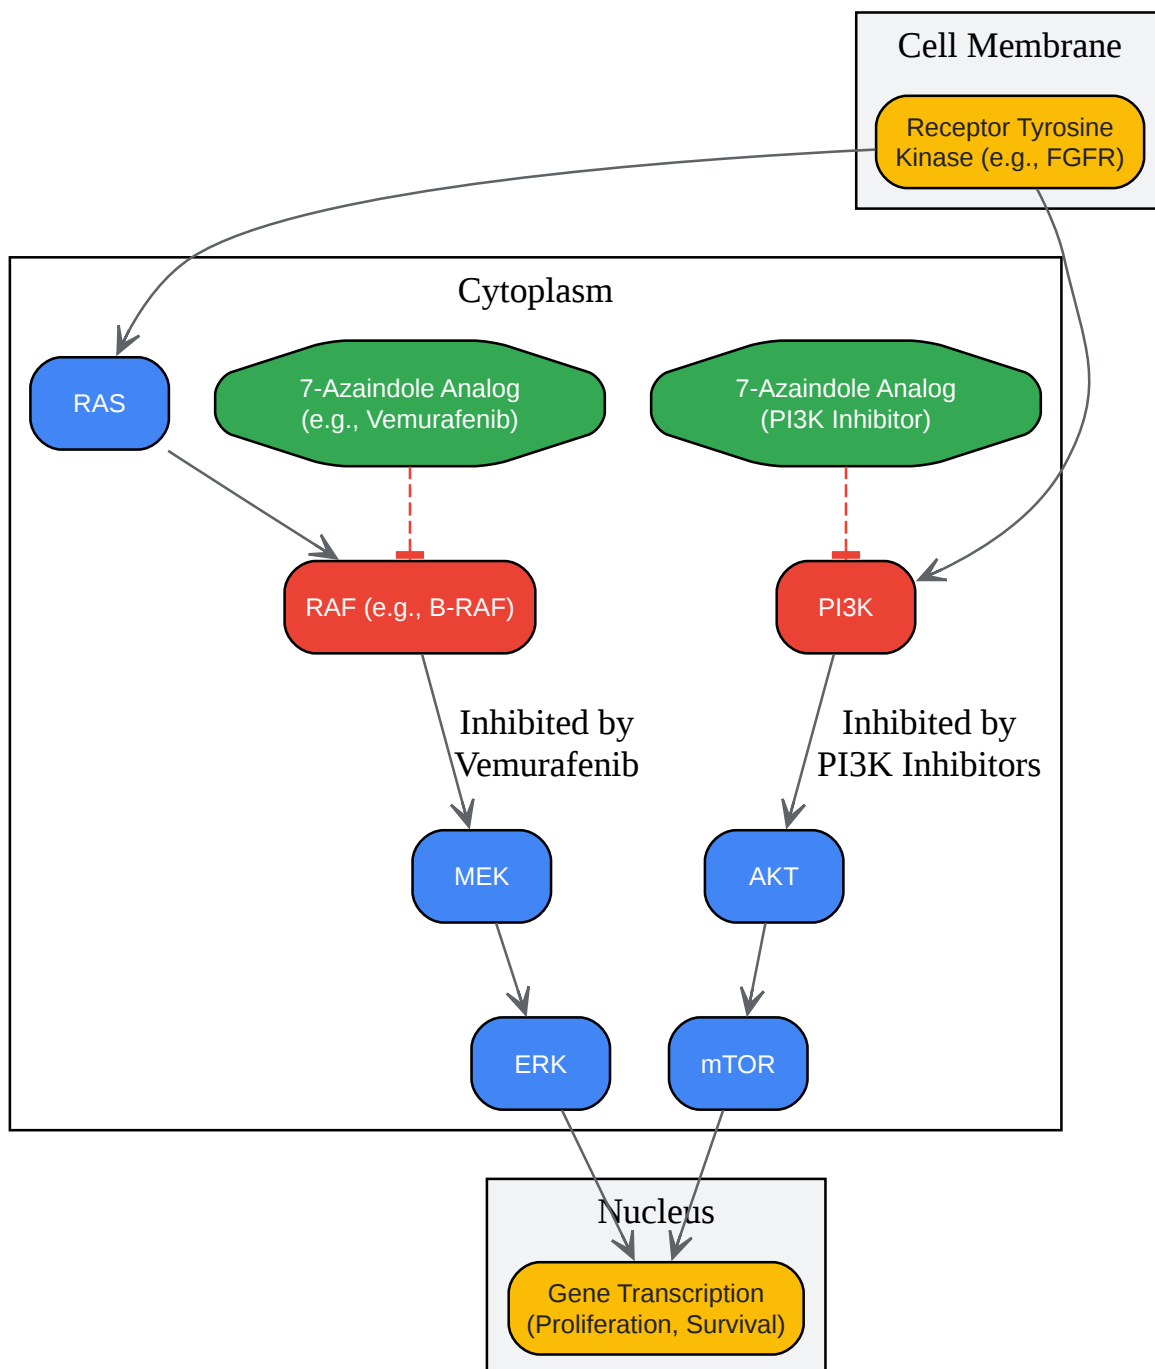 Cell Membrane
Receptor Tyrosine
Kinase (e.g., FGFR)
Cytoplasm
RAS
7-Azaindole Analog
(e.g., Vemurafenib)
7-Azaindole Analog
(PI3K Inhibitor)
RAF (e.g., B-RAF)
PI3K
Inhibited by
Vemurafenib
Inhibited by
PI3K Inhibitors
MEK
AKT
ERK
mTOR
Nucleus
Gene Transcription
(Proliferation, Survival)